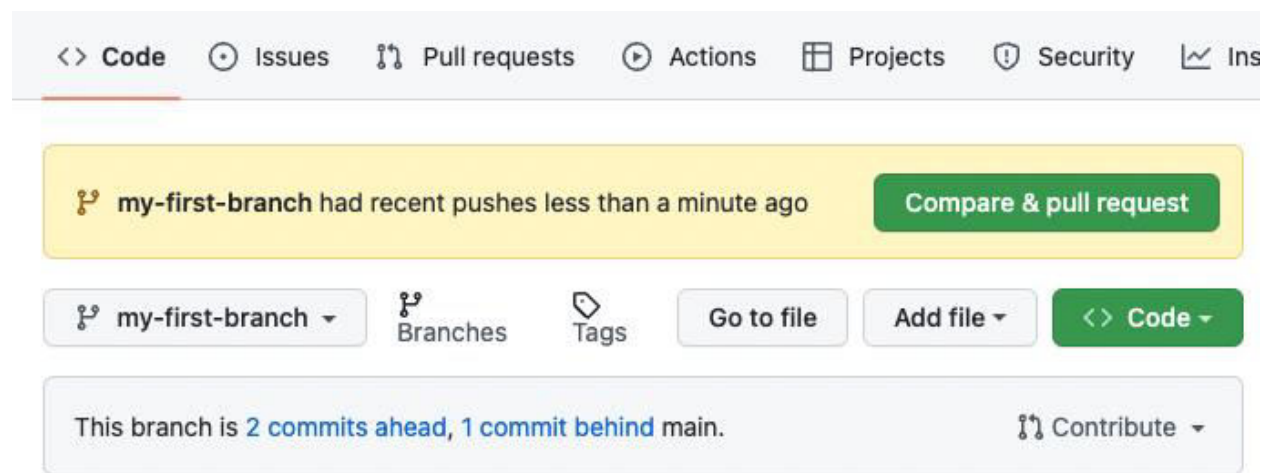 Code Issues Pull requests Actions Projects Security Ins
my-first-branch had recent pushes less than a minute ago Compare & pull request
my-first-branch Branches Tags Go to file Add file Code
This branch is 2 commits ahead, 1 commit behind main. Contribute